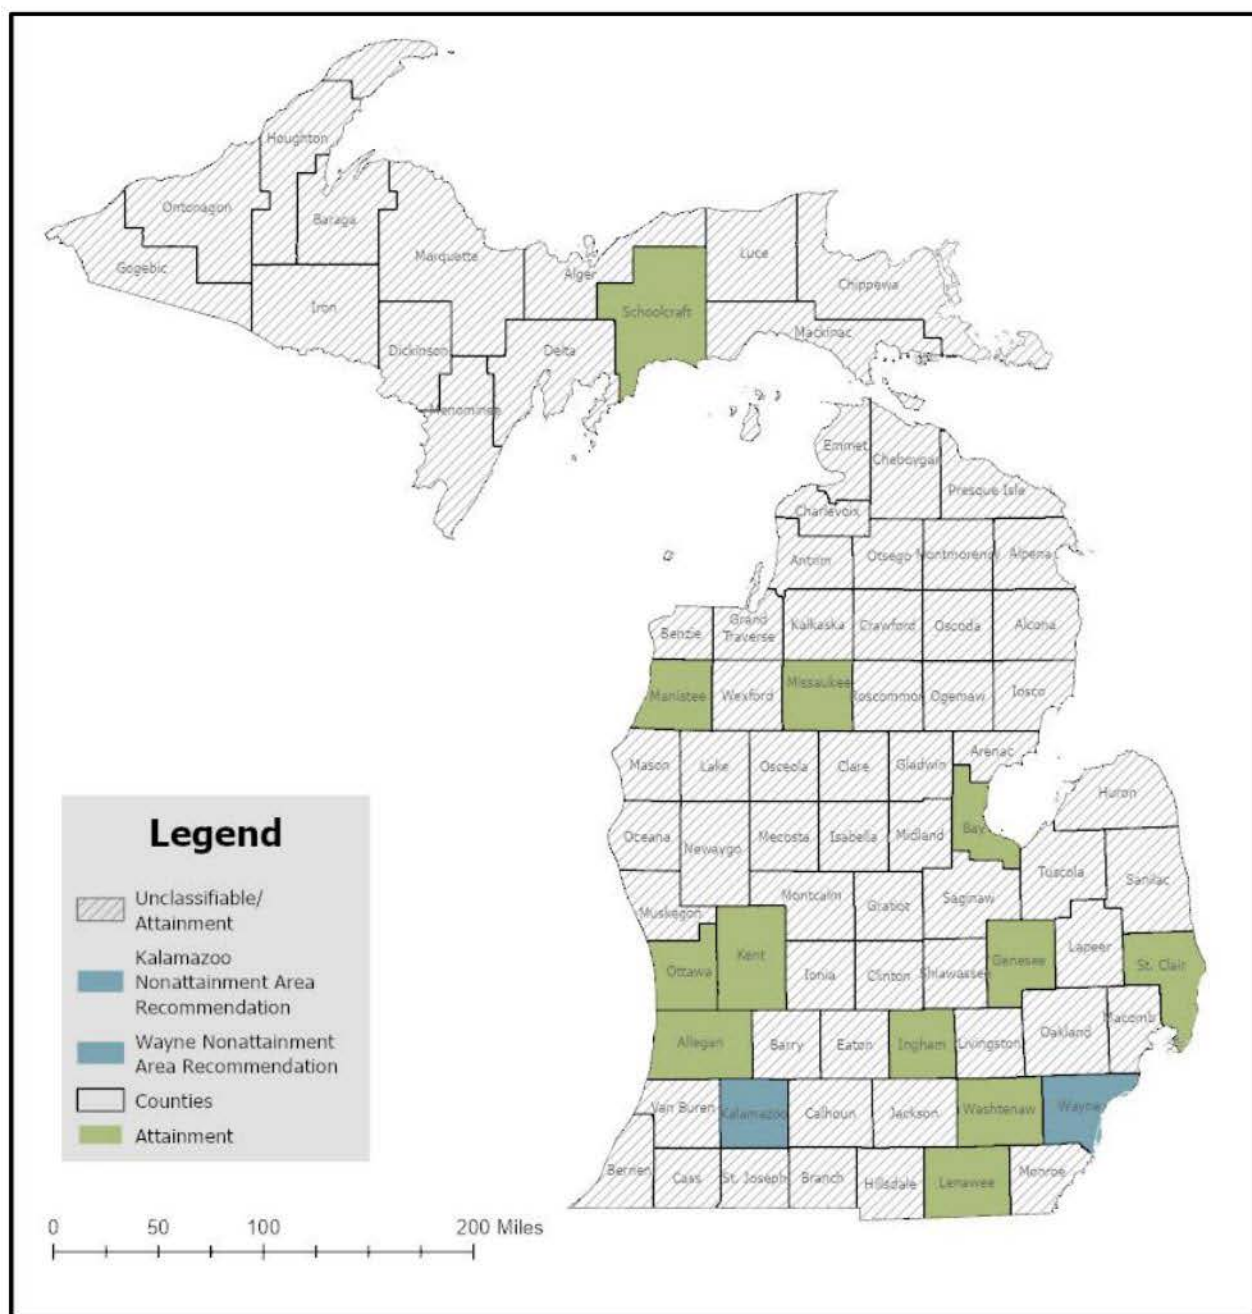 Houghton
Ontonagon
Baraga
Gogebic
Marquette
Iron
Alger
Luce
Chippewa
Schoolcraft
Mackinac
Dickinson
Delta
Menominee
Emmet
Cheboygan
Presque Isle
Charlevoix
Antrim
Otsego
Montmorency
Alpena
Benzie
Grand
Traverse
Kalkaska
Crawford
Oscoda
Alcona
Manistee
Wexford
Missaukee
Roscommon
Ogemaw
Iosco
Mason
Lake
Osceola
Clare
Gladwin
Arenac
Huron
Oceana
Newaygo
Mecosta
Isabella
Midland
Bay
Tuscola
Sanilac
Muskegon
Montcalm
Gratiot
Saginaw
Ottawa
Kent
Ionia
Clinton
Shiawassee
Genesee
Lapeer
St. Clair
Allegan
Barry
Eaton
Ingham
Livingston
Oakland
Macomb
Van Buren
Kalamazoo
Calhoun
Jackson
Washtenaw
Wayne
Berrien
Cass
St. Joseph
Branch
Hillsdale
Lenawee
Monroe
Legend
Unclassifiable/
Attainment
Kalamazoo
Nonattainment Area
Recommendation
Wayne Nonattainment
Area Recommendation
Counties
Attainment
0 50 100 200 Miles